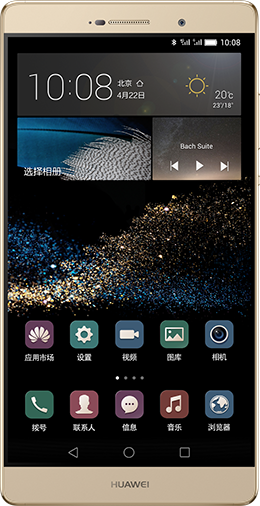 10:08
10:08
北京
4月22日
20℃
23°/18°
选择相册
Bach Suite
应用市场 设置 视频 图库 相机
拨号 联系人 信息 音乐 浏览器
HUAWEI